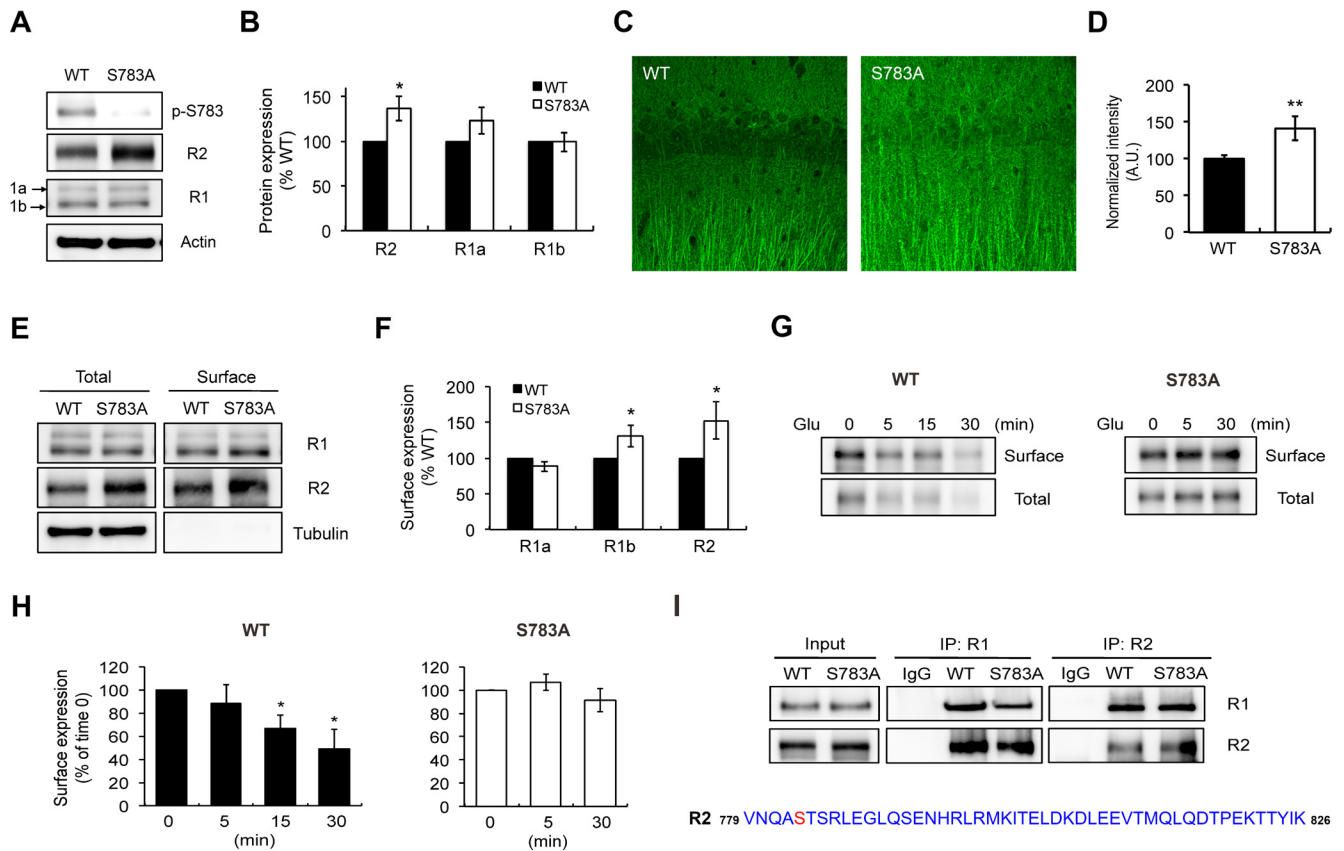 A
WT S783A
p-S783
R2
1a
1b
R1
Actin
B
Protein expression
(% WT)
150
100
50
0
WT
S783A
*
R2 R1a R1b
C
WT
S783A
D
Normalized intensity
(A.U.)
200
150
100
50
0
**
WT S783A
E
Total Surface
WT S783A WT S783A
R1
R2
Tubulin
F
Surface expression
(% WT)
200
150
100
50
0
WT
S783A
* *
R1a R1b R2
G
WT
Glu 0 5 15 30 (min)
Surface
Total
S783A
0 5 30 (min)
Surface
Total
H
WT
Surface expression
(% of time 0)
120
100
80
60
40
20
0
* *
0 5 15 30
(min)
S783A
120
100
80
60
40
20
0
0 5 30
(min)
I
Input IP: R1 IP: R2
WT S783A IgG WT S783A IgG WT S783A
R1
R2
R2 779 VNQASTSRLEGLQSENHRLRMKITELDKDLEEVTMQLQDTPEKTTYIK 826